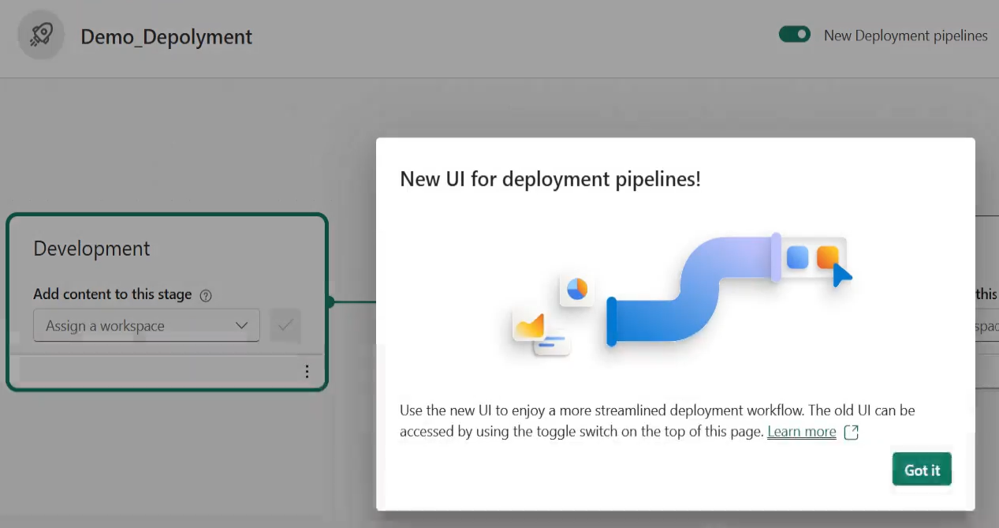 Demo_Depolyment
New Deployment pipelines
New UI for deployment pipelines!
Development
Add content to this stage
Assign a workspace
this
Use the new UI to enjoy a more streamlined deployment workflow. The old UI can be
accessed by using the toggle switch on the top of this page. Learn more
Got it